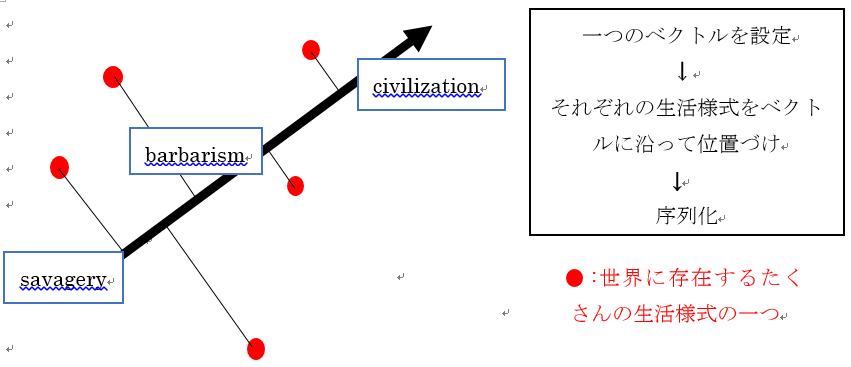 civilization
barbarism
savagery
一つのベクトルを設定
↓
それぞれの生活様式をベクト
ルに沿って位置づけ
↓
序列化
●：世界に存在するたく
さんの生活様式の一つ